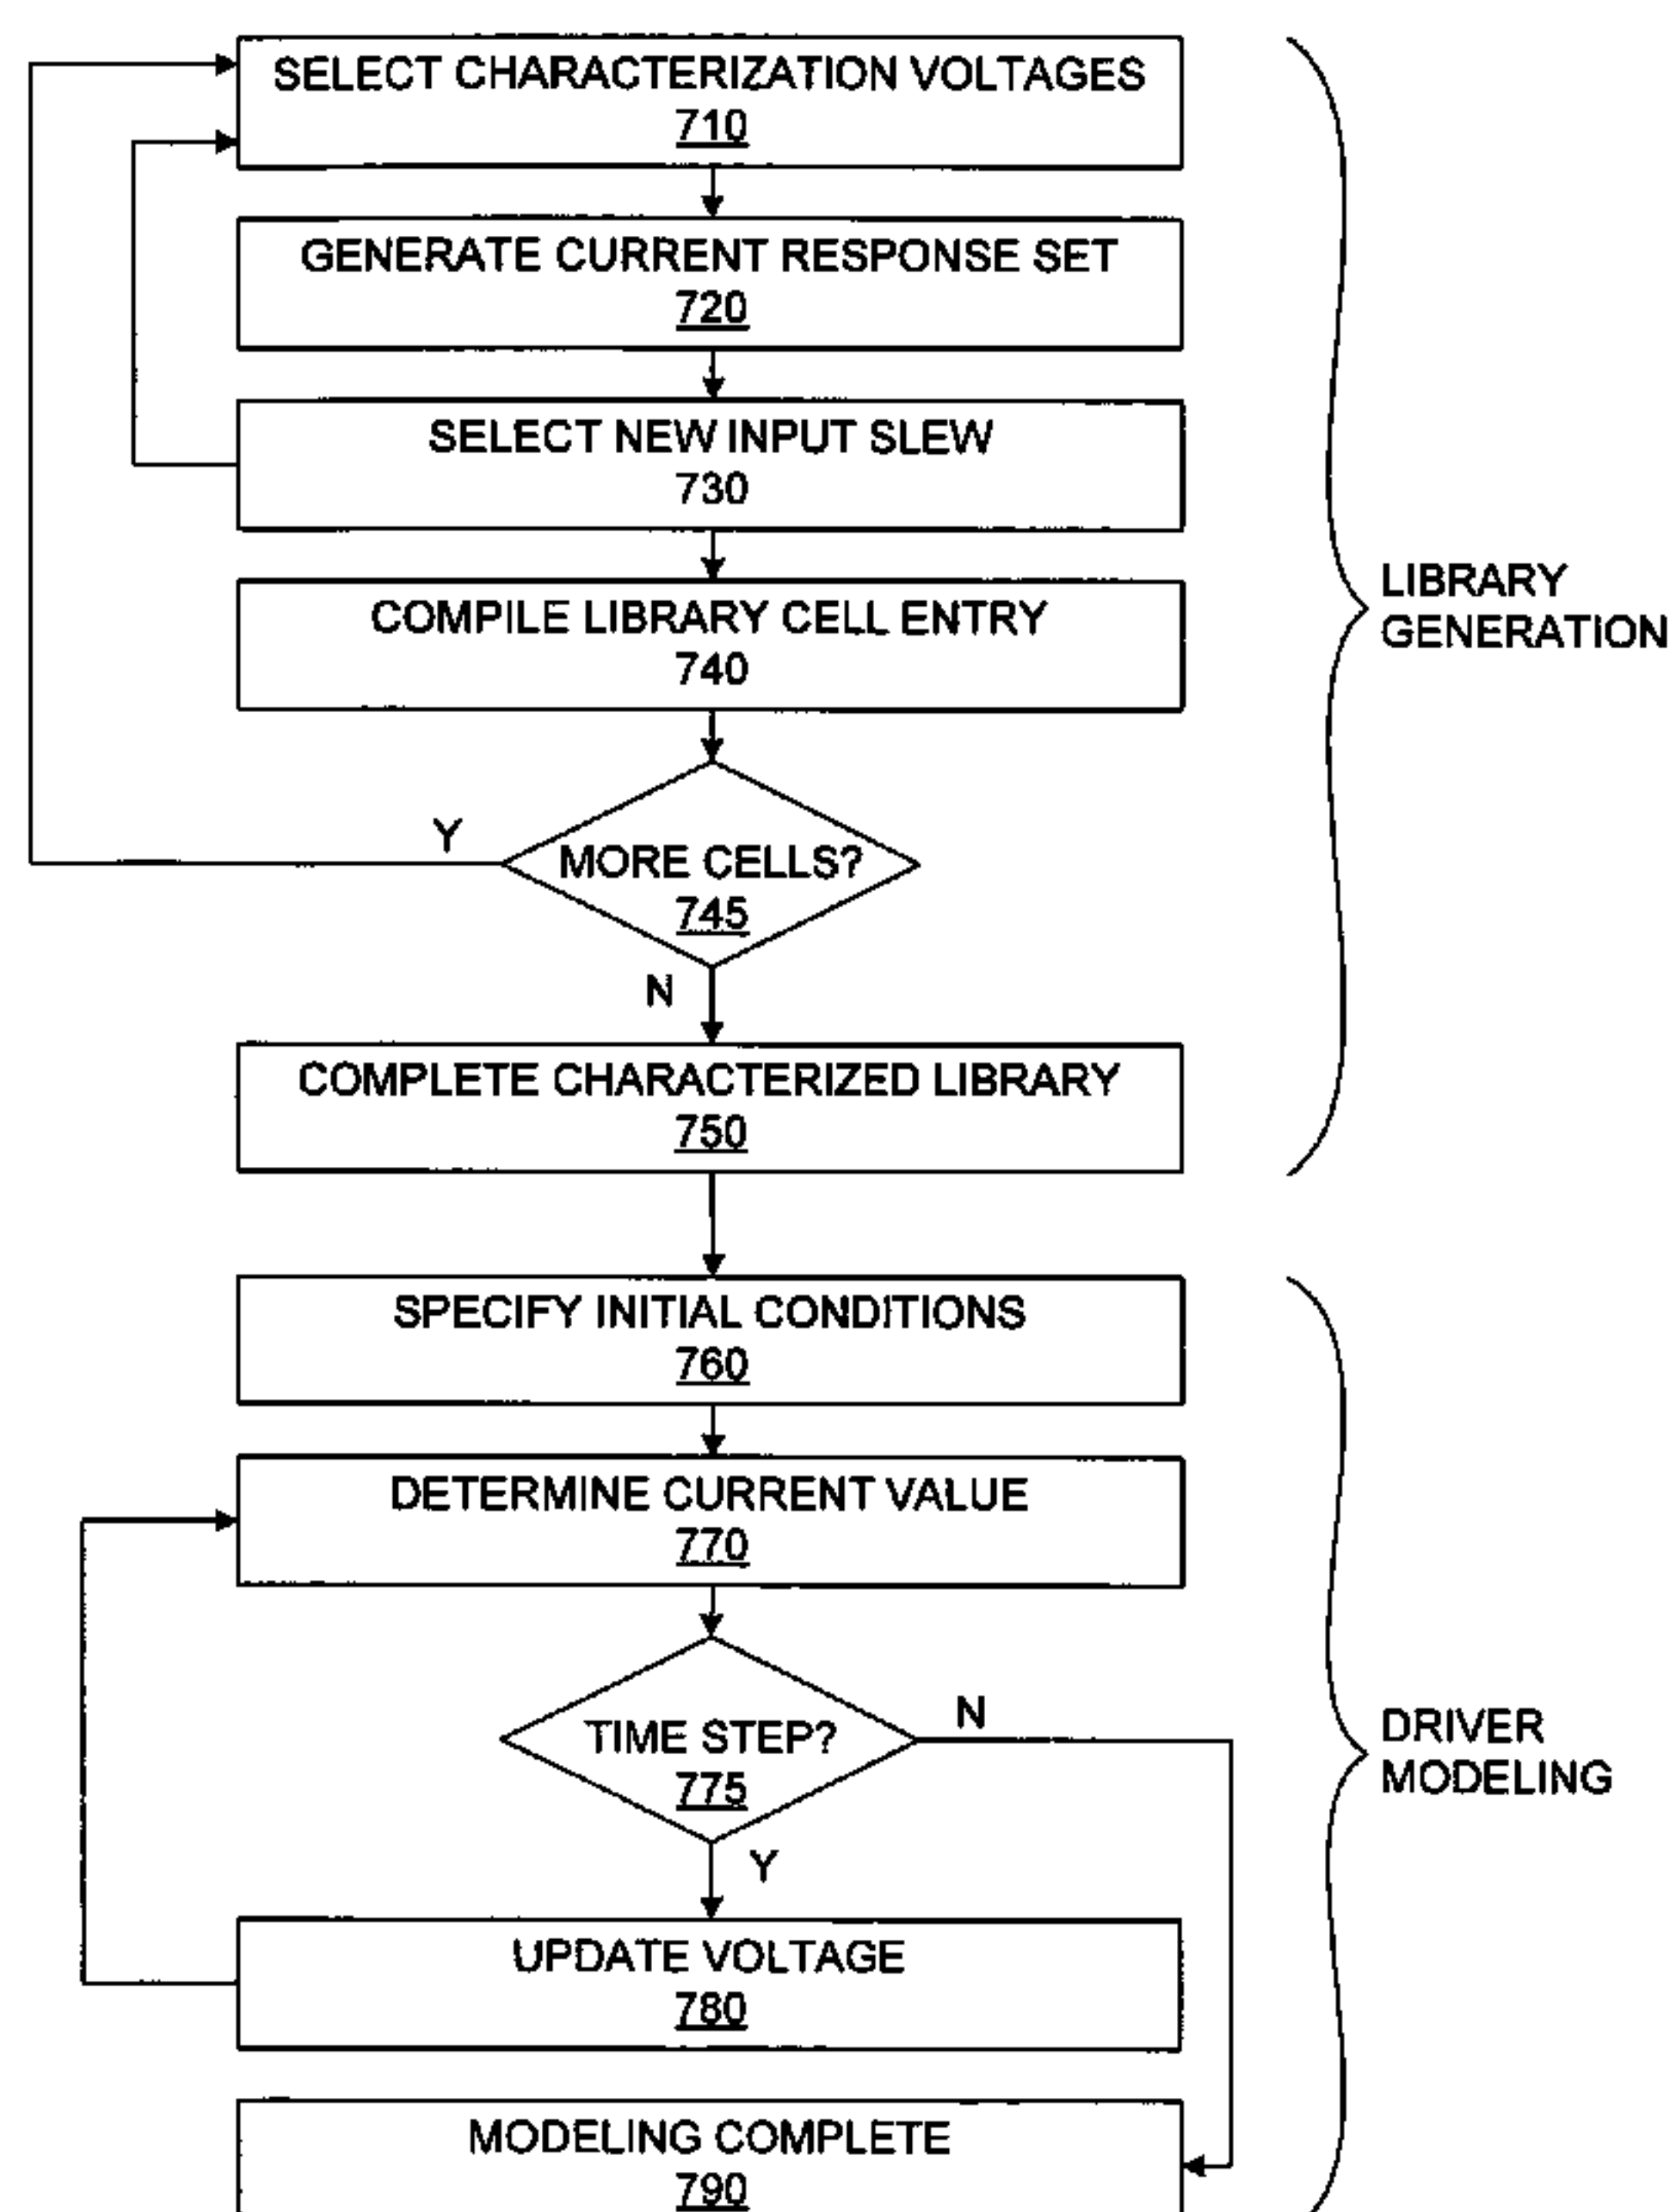 SELECT CHARACTERIZATION VOLTAGES
710
GENERATE CURRENT RESPONSE SET
720
SELECT NEW INPUT SLEW
730
COMPILE LIBRARY CELL ENTRY
740
LIBRARY
GENERATION
Y
MORE CELLS?
745
N
COMPLETE CHARACTERIZED LIBRARY
750
SPECIFY INITIAL CONDITIONS
760
DETERMINE CURRENT VALUE
770
TIME STEP?
775
N
Y
DRIVER
MODELING
UPDATE VOLTAGE
780
MODELING COMPLETE
790